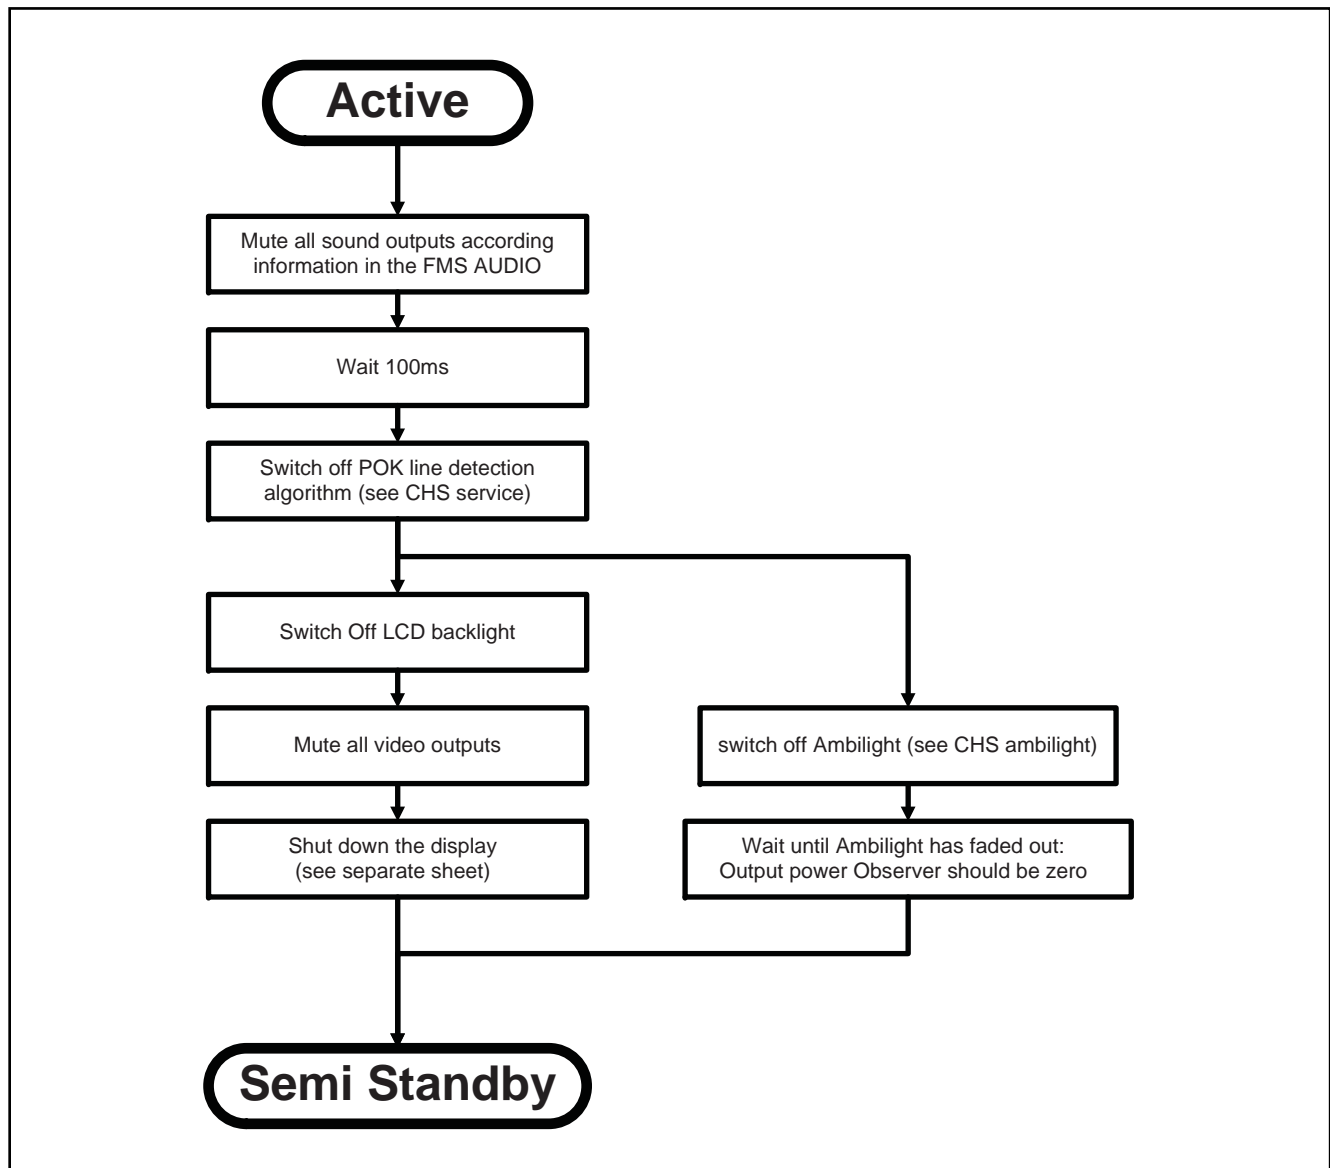 Active
Mute all sound outputs according
information in the FMS AUDIO
Wait 100ms
Switch off POK line detection
algorithm (see CHS service)
Switch Off LCD backlight
Mute all video outputs
switch off Ambilight (see CHS ambilight)
Shut down the display
(see separate sheet)
Wait until Ambilight has faded out:
Output power Observer should be zero
Semi Standby